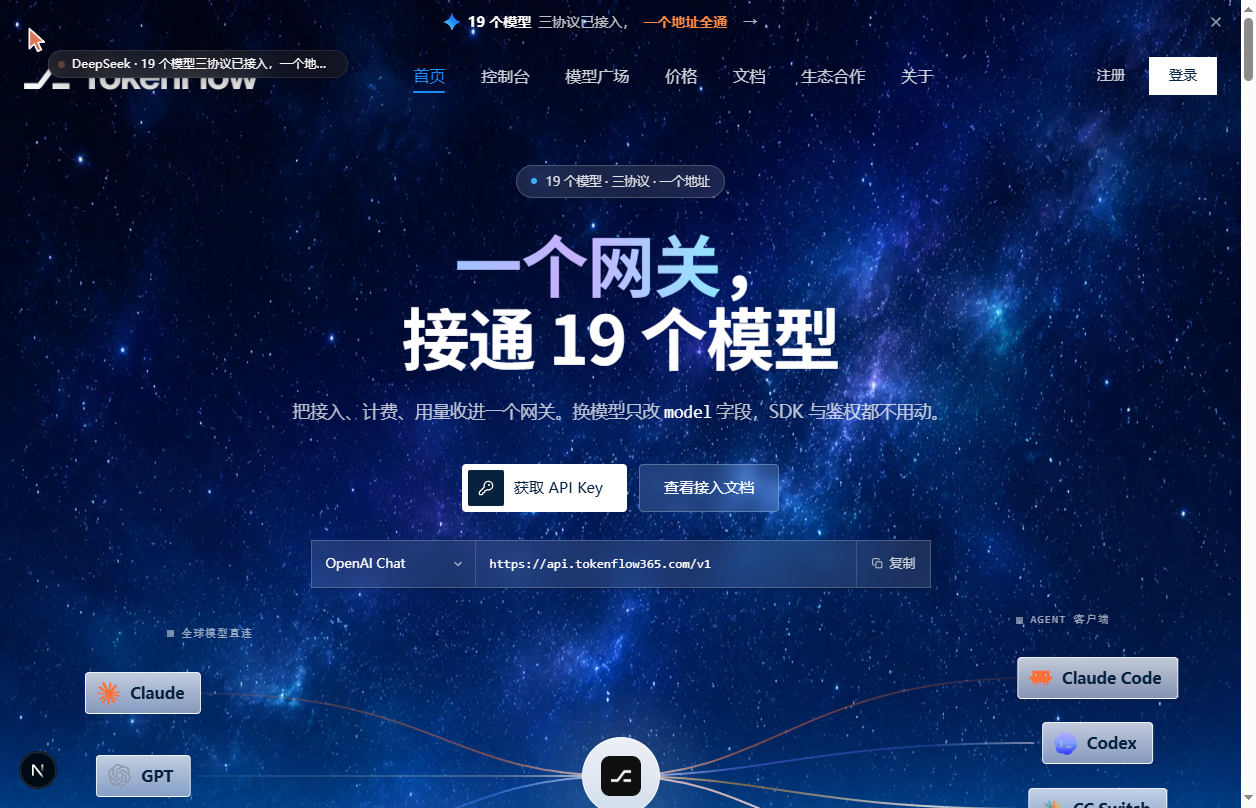 19 个模型 三协议已接入， 一个地址全通 →
DeepSeek · 19 个模型三协议已接入，一个地...
TokenFlow
首页 控制台 模型广场 价格 文档 生态合作 关于
注册 登录
19 个模型 · 三协议 · 一个地址
一个网关，
接通 19 个模型
把接入、计费、用量收进一个网关。换模型只改 model 字段，SDK 与鉴权都不用动。
获取 API Key 查看接入文档
OpenAI Chat https://api.tokenflow365.com/v1 复制
全球模型直连
AGENT 客户端
Claude
Claude Code
Codex
GPT
N
CC Switch